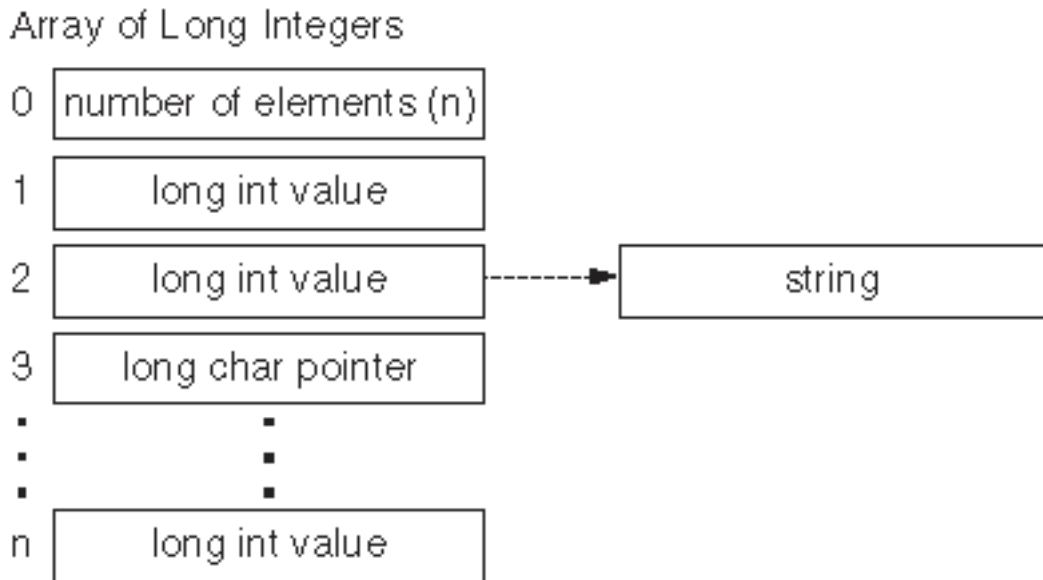 Array of Long Integers
0 number of elements (n)
1 long int value
2 long int value string
3 long char pointer
n long int value